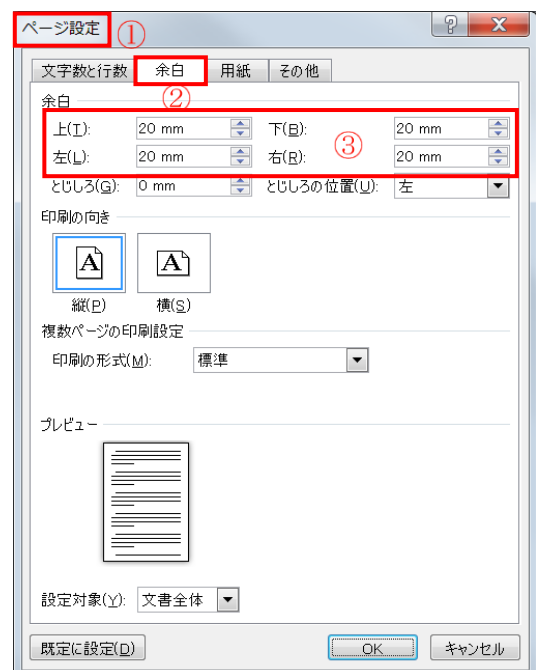 ページ設定 ①
文字数と行数 余白 用紙 その他
余白 ②
上(T): 20 mm 下(B): 20 mm
左(L): 20 mm 右(R): 20 mm
③
とじしろ(G): 0 mm とじしろの位置(U): 左
印刷の向き
A A
縦(P) 横(S)
複数ページの印刷設定
印刷の形式(M): 標準
プレビュー
設定対象(Y): 文書全体
既定に設定(D) OK キャンセル